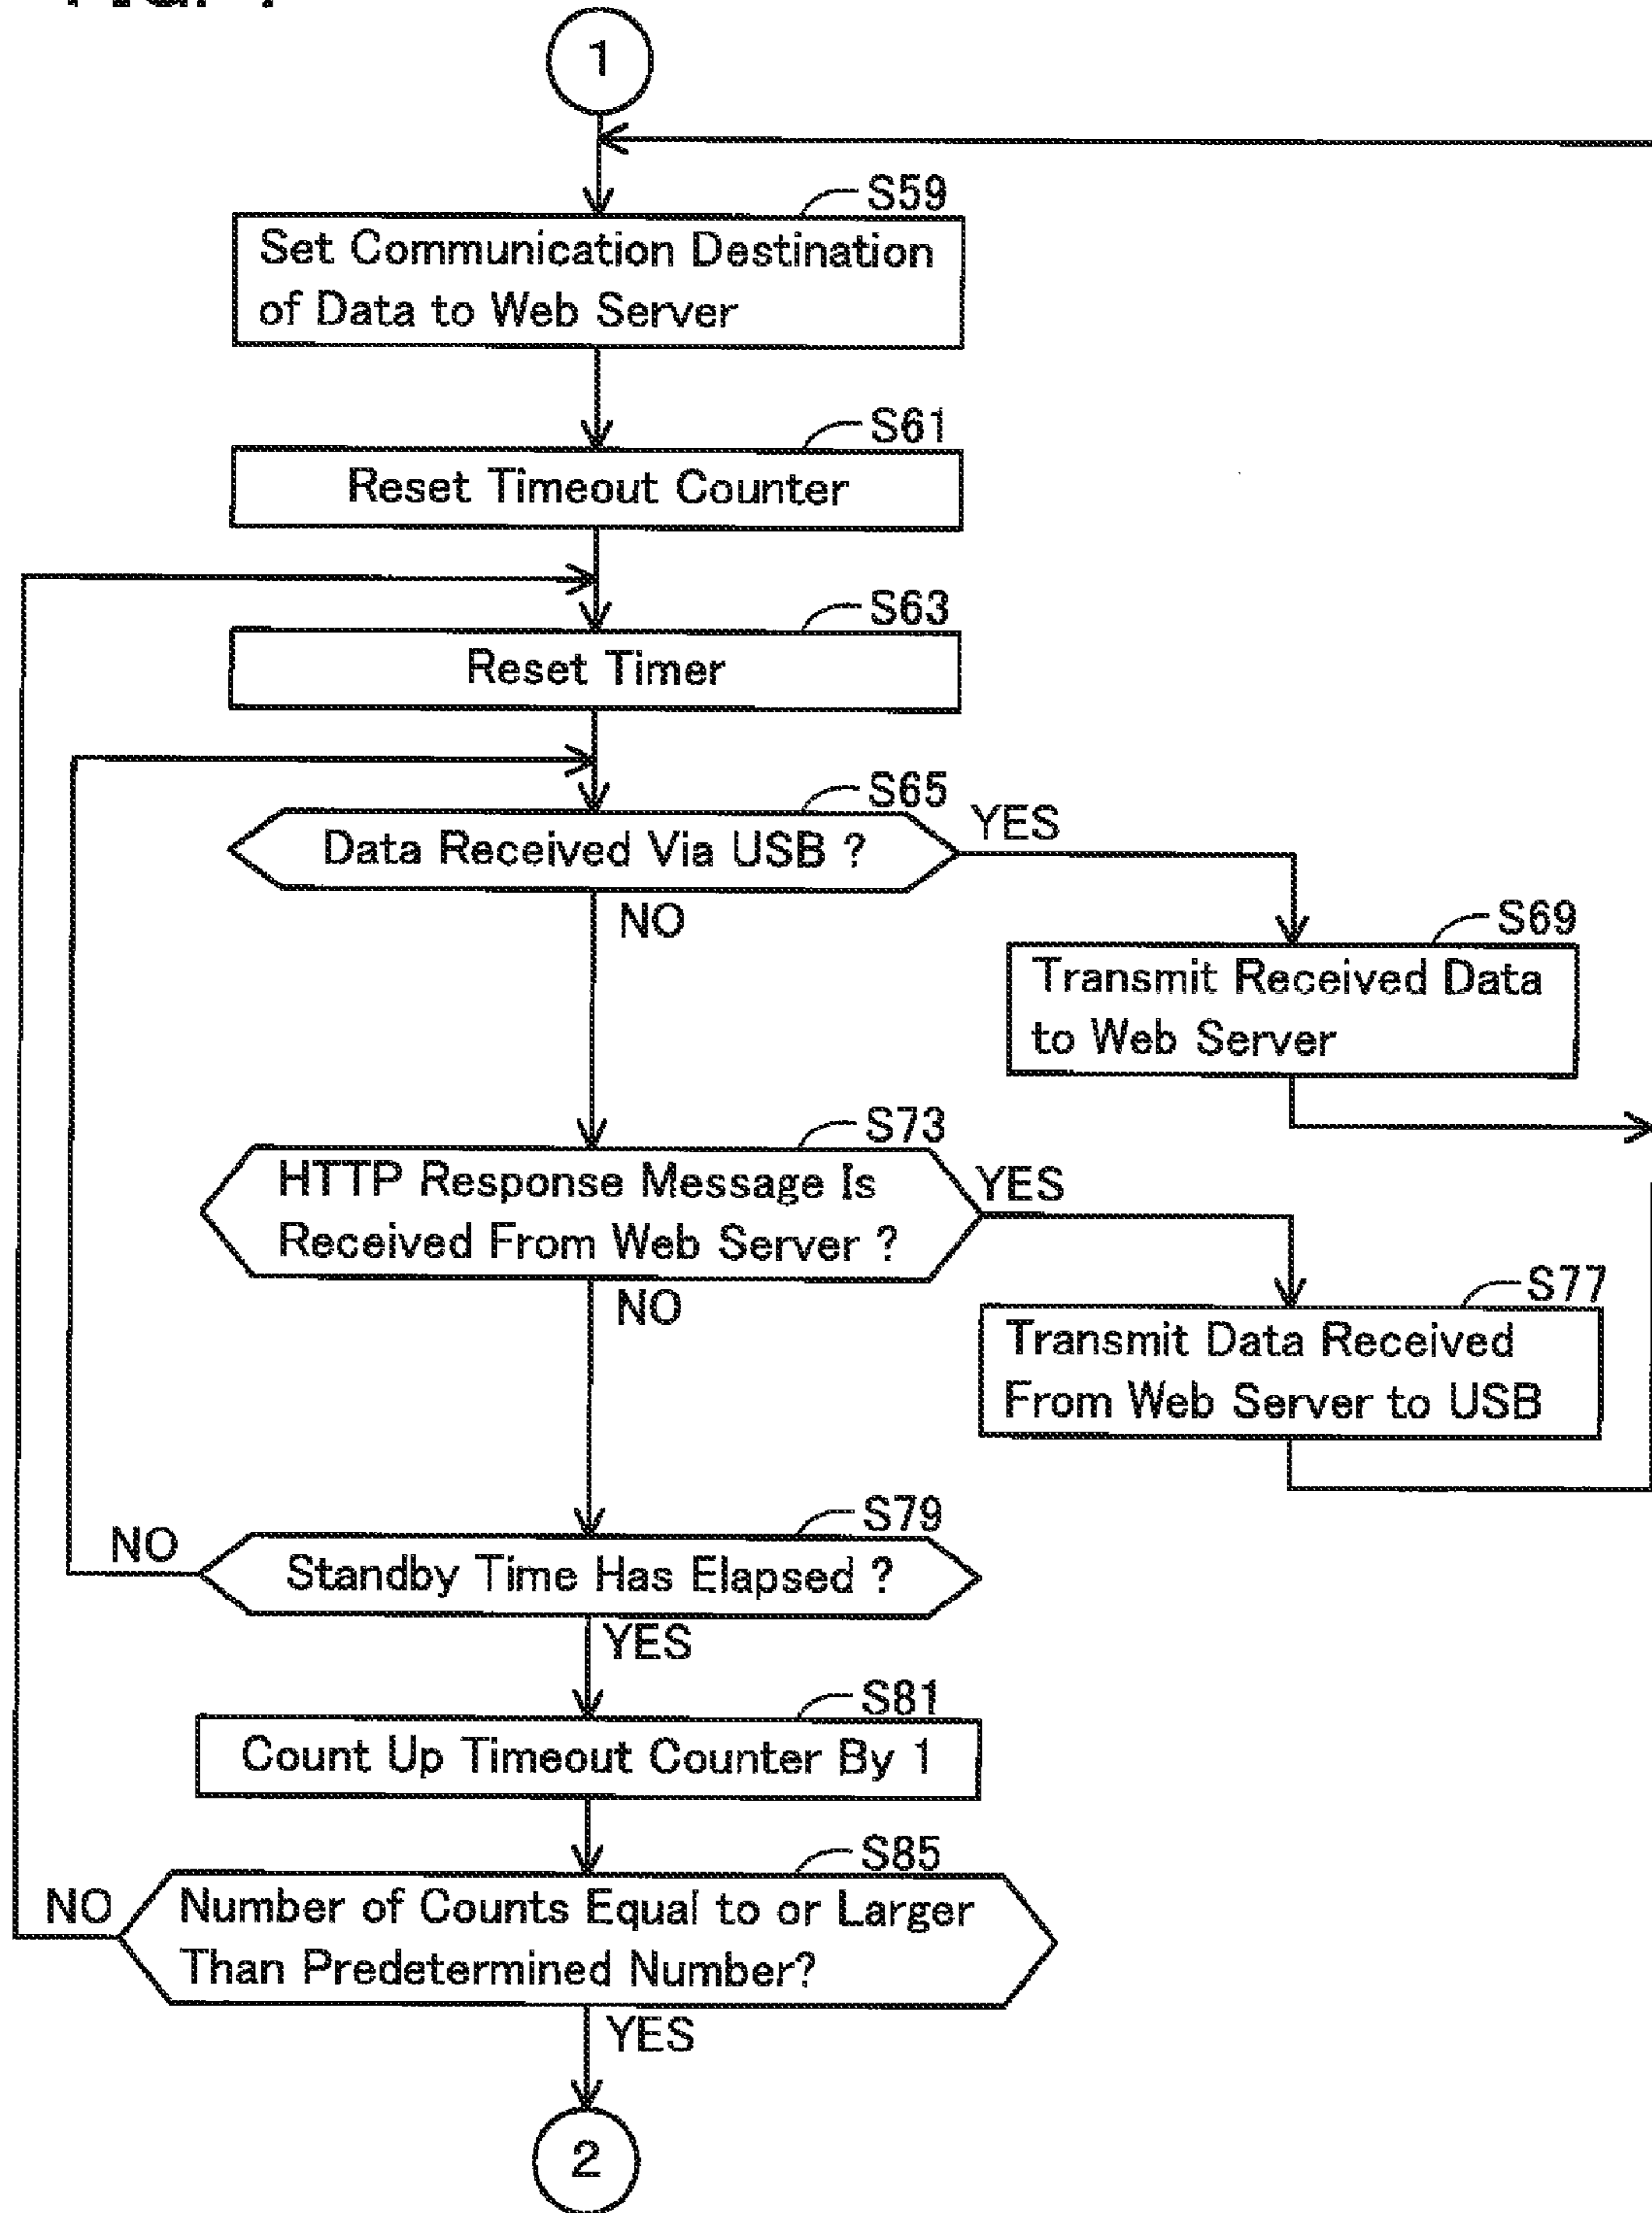 1
S59
Set Communication Destination
of Data to Web Server
S61
Reset Timeout Counter
S63
Reset Timer
S65
Data Received Via USB ?
YES
NO
S69
Transmit Received Data
to Web Server
S73
HTTP Response Message Is
Received From Web Server ?
YES
NO
S77
Transmit Data Received
From Web Server to USB
S79
Standby Time Has Elapsed ?
NO
YES
S81
Count Up Timeout Counter By 1
S85
Number of Counts Equal to or Larger
Than Predetermined Number?
NO
YES
2